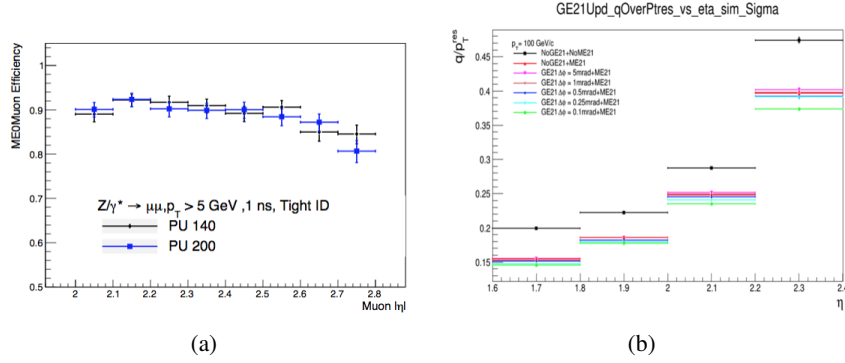 GE21Upd_qOverPtres_vs_eta_sim_Sigma
ME0Muon Efficiency
1
0.9
0.8
0.7
0.6
0.5
Z/γ* → μμ,p_T > 5 GeV ,1 ns, Tight ID
PU 140
PU 200
2 2.1 2.2 2.3 2.4 2.5 2.6 2.7 2.8
Muon |η|
(a)
q/p_T^res
0.45
0.4
0.35
0.3
0.25
0.2
0.15
p_T= 100 GeV/c
NoGE21+NoME21
NoGE21+ME21
GE21 Δφ = 5mrad+ME21
GE21 Δφ = 1mrad+ME21
GE21 Δφ = 0.5mrad+ME21
GE21 Δφ = 0.25mrad+ME21
GE21 Δφ = 0.1mrad+ME21
1.6 1.7 1.8 1.9 2 2.1 2.2 2.3 2.4
η
(b)